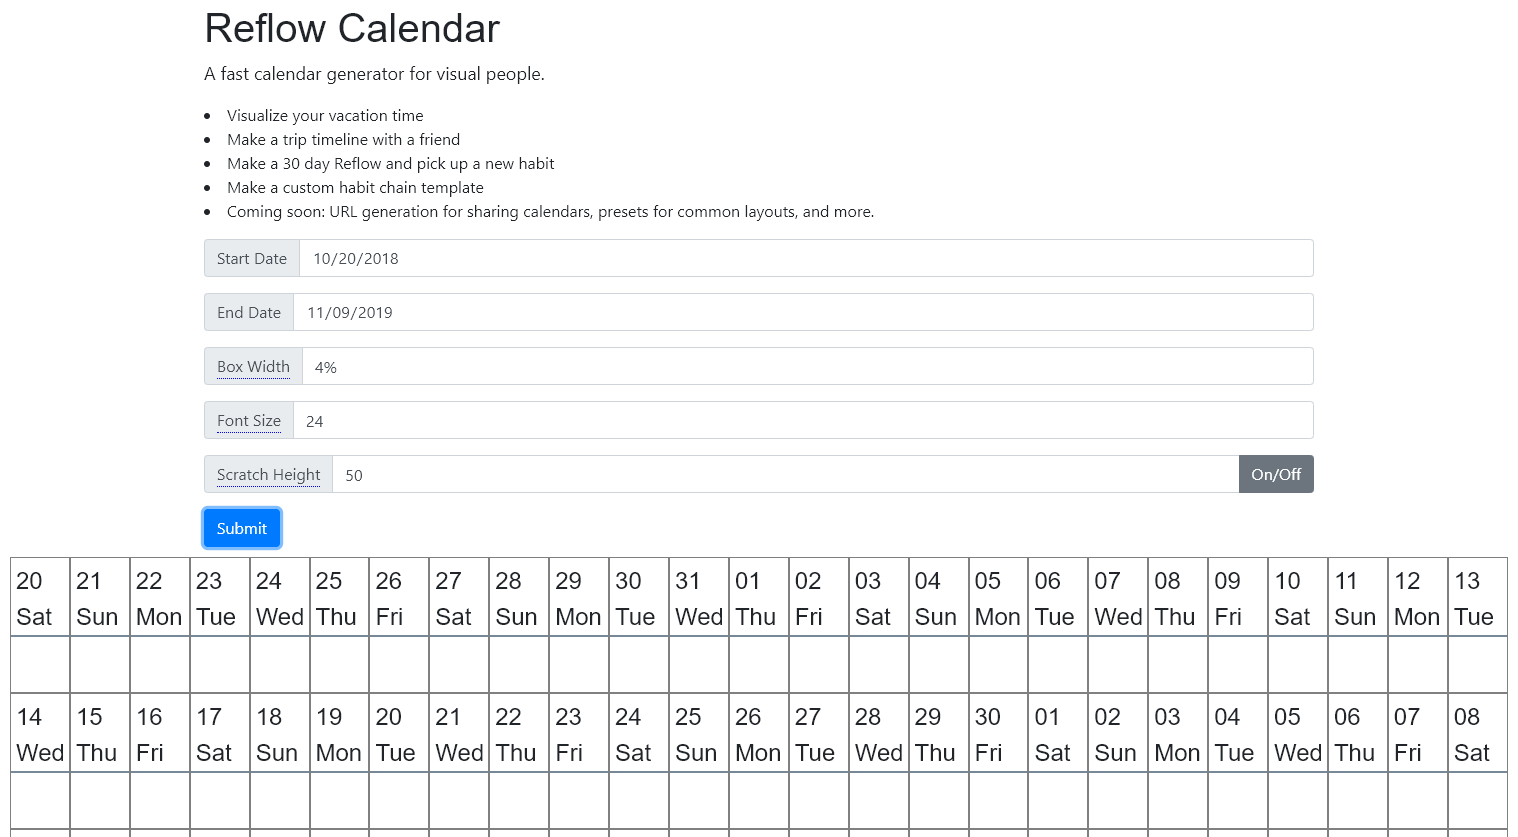 Reflow Calendar
A fast calendar generator for visual people.
Visualize your vacation time
Make a trip timeline with a friend
Make a 30 day Reflow and pick up a new habit
Make a custom habit chain template
Coming soon: URL generation for sharing calendars, presets for common layouts, and more.
Start Date 10/20/2018
End Date 11/09/2019
Box Width 4%
Font Size 24
Scratch Height 50 On/Off
Submit
20 21 22 23 24 25 26 27 28 29 30 31 01 02 03 04 05 06 07 08 09 10 11 12 13
Sat Sun Mon Tue Wed Thu Fri Sat Sun Mon Tue Wed Thu Fri Sat Sun Mon Tue Wed Thu Fri Sat Sun Mon Tue
14 15 16 17 18 19 20 21 22 23 24 25 26 27 28 29 30 01 02 03 04 05 06 07 08
Wed Thu Fri Sat Sun Mon Tue Wed Thu Fri Sat Sun Mon Tue Wed Thu Fri Sat Sun Mon Tue Wed Thu Fri Sat